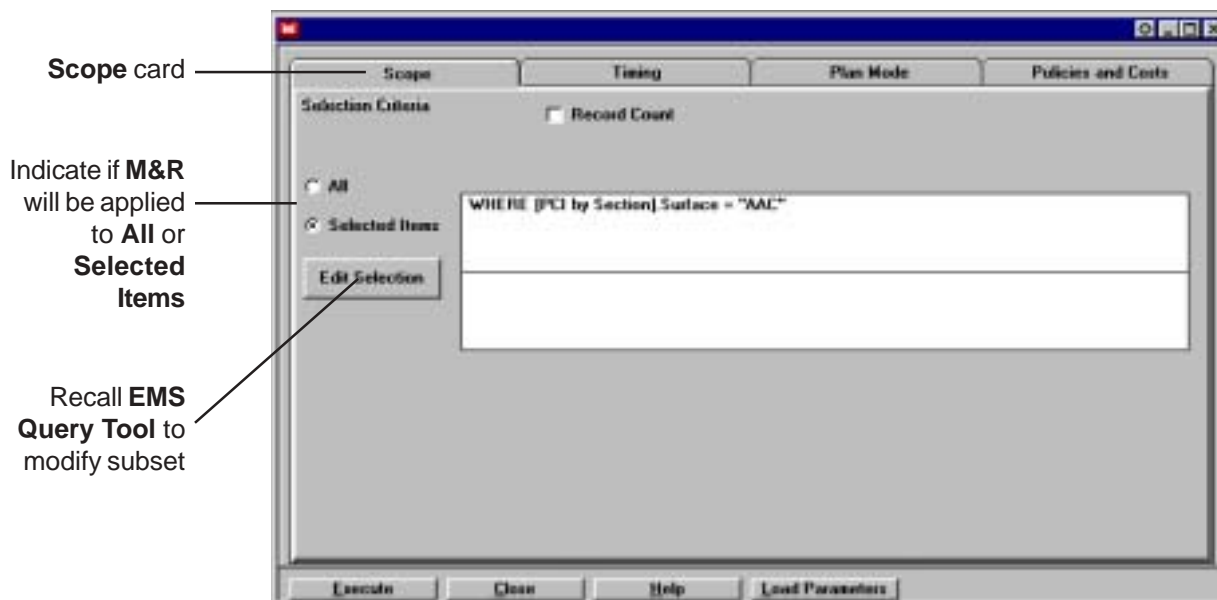 Scope card
Indicate if M&R
will be applied
to All or
Selected
Items
Recall EMS
Query Tool to
modify subset
Scope
Timing
Plan Mode
Policies and Costs
Selection Criteria
Record Count
All
Selected Items
Edit Selection
WHERE [PCI by Section].Surface = "AAC"
Execute
Close
Help
Load Parameters